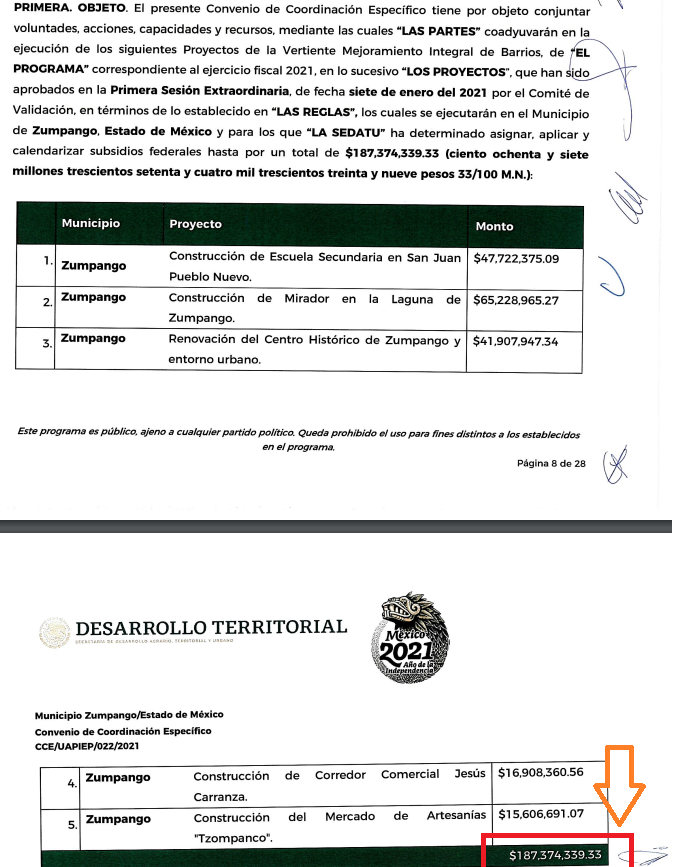 PRIMERA. OBJETO. El presente Convenio de Coordinación Específico tiene por objeto conjuntar
voluntades, acciones, capacidades y recursos, mediante las cuales “LAS PARTES” coadyuvarán en la
ejecución de los siguientes Proyectos de la Vertiente Mejoramiento Integral de Barrios, de “EL
PROGRAMA” correspondiente al ejercicio fiscal 2021, en lo sucesivo “LOS PROYECTOS”, que han sido
aprobados en la Primera Sesión Extraordinaria, de fecha siete de enero del 2021 por el Comité de
Validación, en términos de lo establecido en “LAS REGLAS”, los cuales se ejecutarán en el Municipio
de Zumpango, Estado de México y para los que “LA SEDATU” ha determinado asignar, aplicar y
calendarizar subsidios federales hasta por un total de $187,374,339.33 (ciento ochenta y siete
millones trescientos setenta y cuatro mil trescientos treinta y nueve pesos 33/100 M.N.):
Municipio Proyecto Monto
1. Zumpango Construcción de Escuela Secundaria en San Juan $47,722,375.09
Pueblo Nuevo.
2. Zumpango Construcción de Mirador en la Laguna de $65,228,965.27
Zumpango.
3. Zumpango Renovación del Centro Histórico de Zumpango y $41,907,947.34
entorno urbano.
Este programa es público, ajeno a cualquier partido político. Queda prohibido el uso para fines distintos a los establecidos
en el programa.
Página 8 de 28
DESARROLLO TERRITORIAL
SECRETARÍA DE DESARROLLO AGRARIO, TERRITORIAL Y URBANO
México
2021
Año de la
Independencia
Municipio Zumpango/Estado de México
Convenio de Coordinación Específico
CCE/UAPIEP/022/2021
4. Zumpango Construcción de Corredor Comercial Jesús $16,908,360.56
Carranza.
5. Zumpango Construcción del Mercado de Artesanías $15,606,691.07
"Tzompanco".
$187,374,339.33